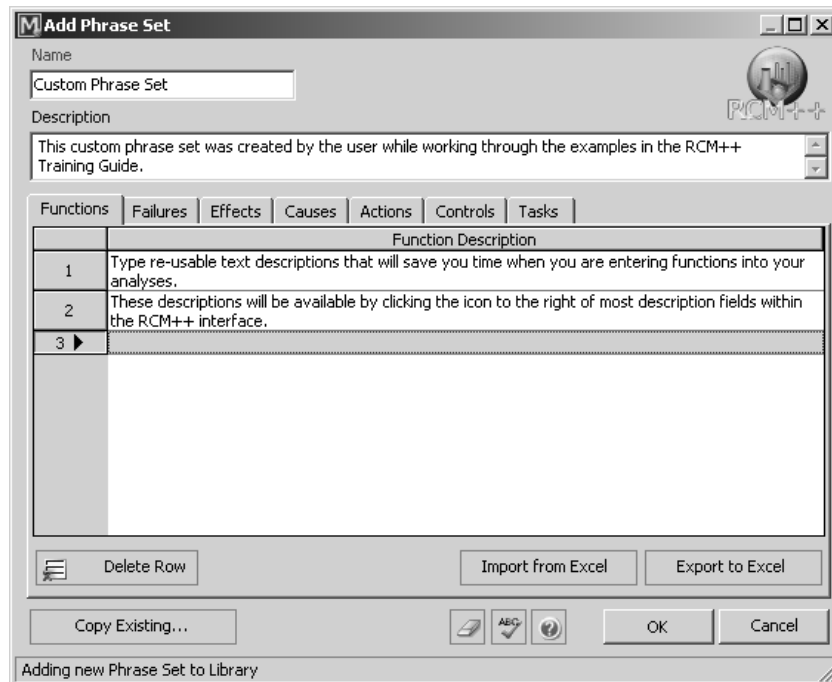 M Add Phrase Set
Name
Custom Phrase Set
RCM++
Description
This custom phrase set was created by the user while working through the examples in the RCM++
Training Guide.
Functions Failures Effects Causes Actions Controls Tasks
Function Description
1 Type re-usable text descriptions that will save you time when you are entering functions into your
analyses.
2 These descriptions will be available by clicking the icon to the right of most description fields within
the RCM++ interface.
3
Delete Row Import from Excel Export to Excel
Copy Existing... ABC ? OK Cancel
Adding new Phrase Set to Library